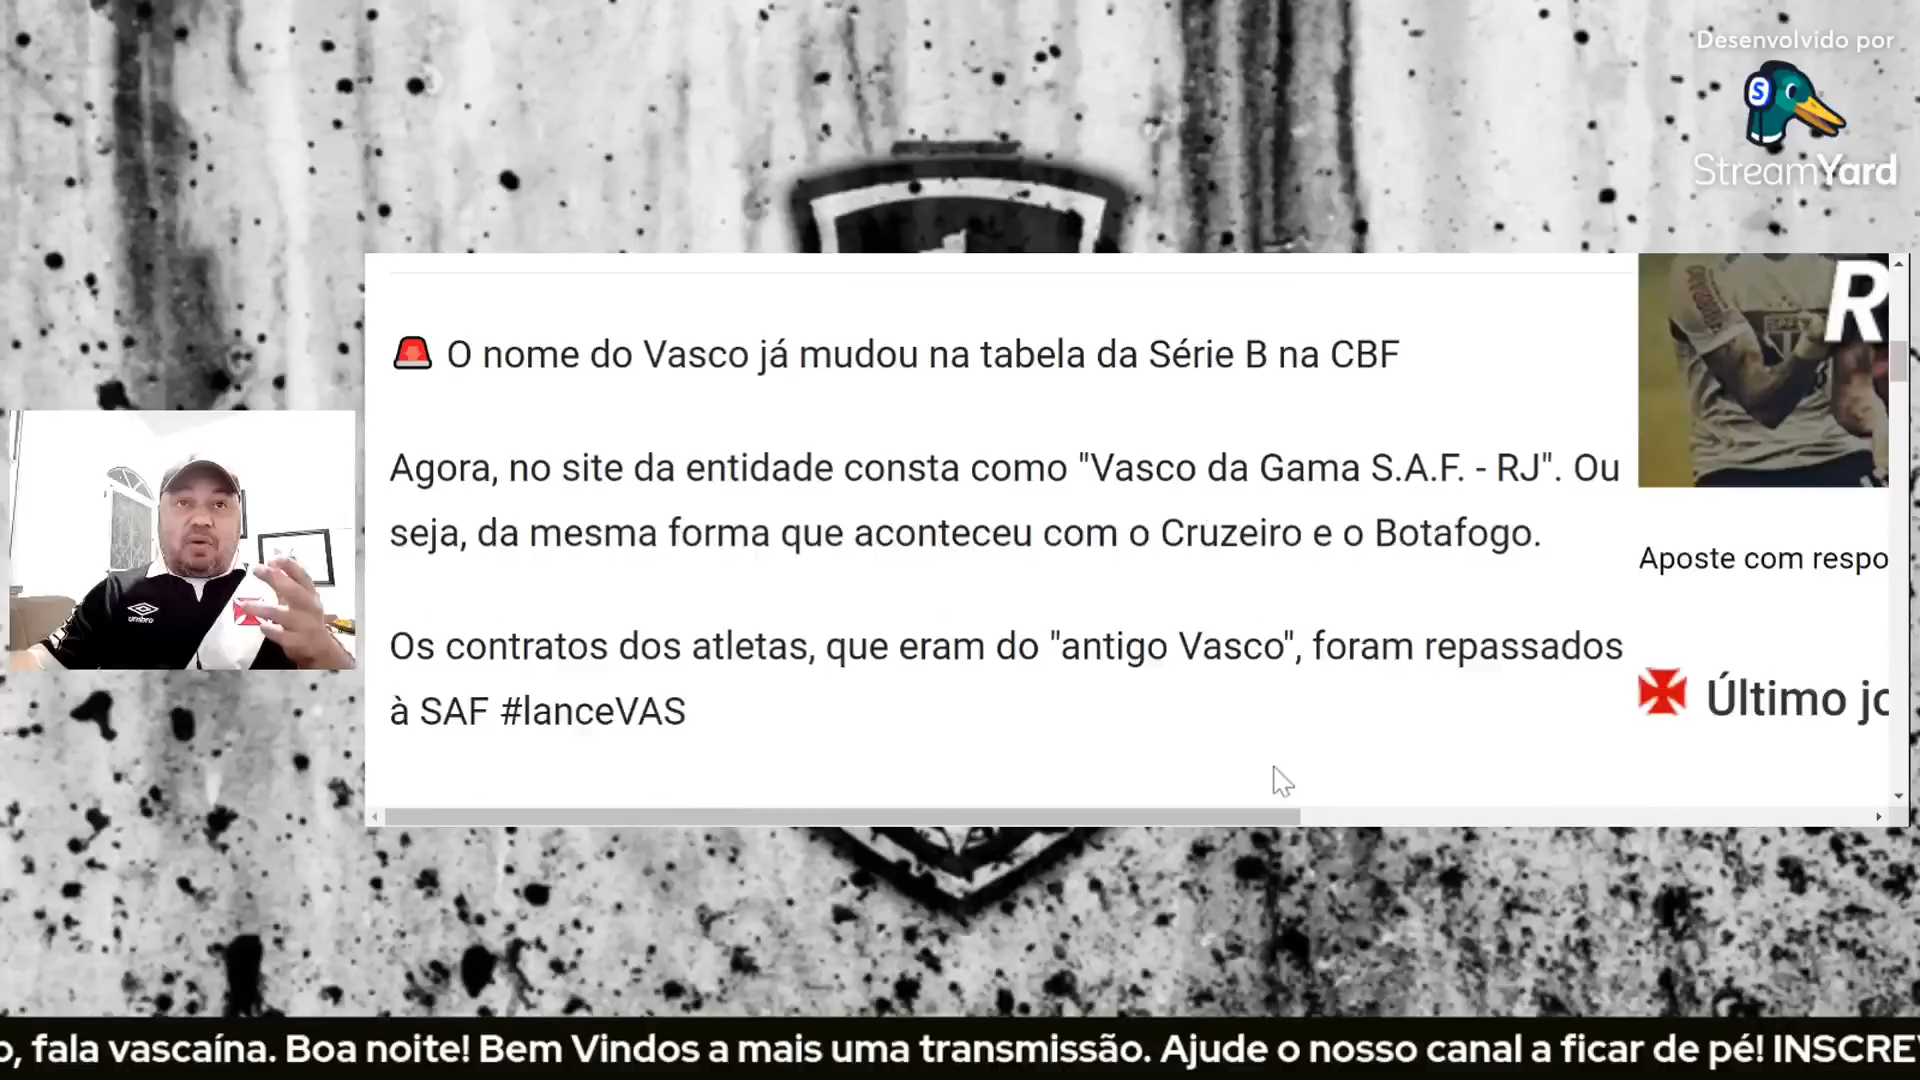 Desenvolvido por
S
StreamYard
R
O nome do Vasco já mudou na tabela da Série B na CBF
Agora, no site da entidade consta como "Vasco da Gama S.A.F. - RJ". Ou
seja, da mesma forma que aconteceu com o Cruzeiro e o Botafogo.
Aposte com respo
Os contratos dos atletas, que eram do "antigo Vasco", foram repassados
à SAF #lanceVAS
Último jo
umbro
o, fala vascaína. Boa noite! Bem Vindos a mais uma transmissão. Ajude o nosso canal a ficar de pé! INSCREV